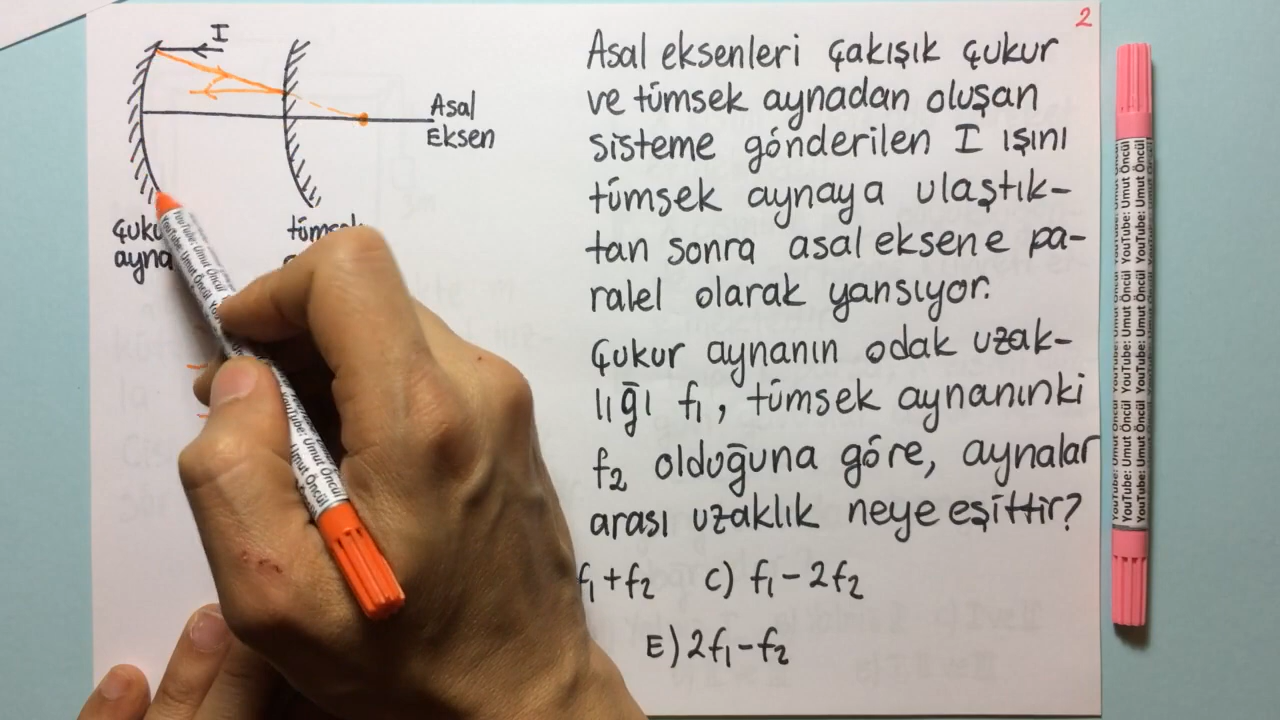 2
I
Asal
Eksen
tümsek
Asal eksenleri çakışık çukur
ve tümsek aynadan oluşan
sisteme gönderilen I ışını
tümsek aynaya ulaştık-
tan sonra asal eksene pa-
ralel olarak yansıyor.
Çukur aynanın odak uzak-
lığı f₁, tümsek aynanınki
f₂ olduğuna göre, aynalar
arası uzaklık neye eşittir?
f₁+f₂ C) f₁-2f₂
E) 2f₁-f₂
YouTube: Umut Öncül